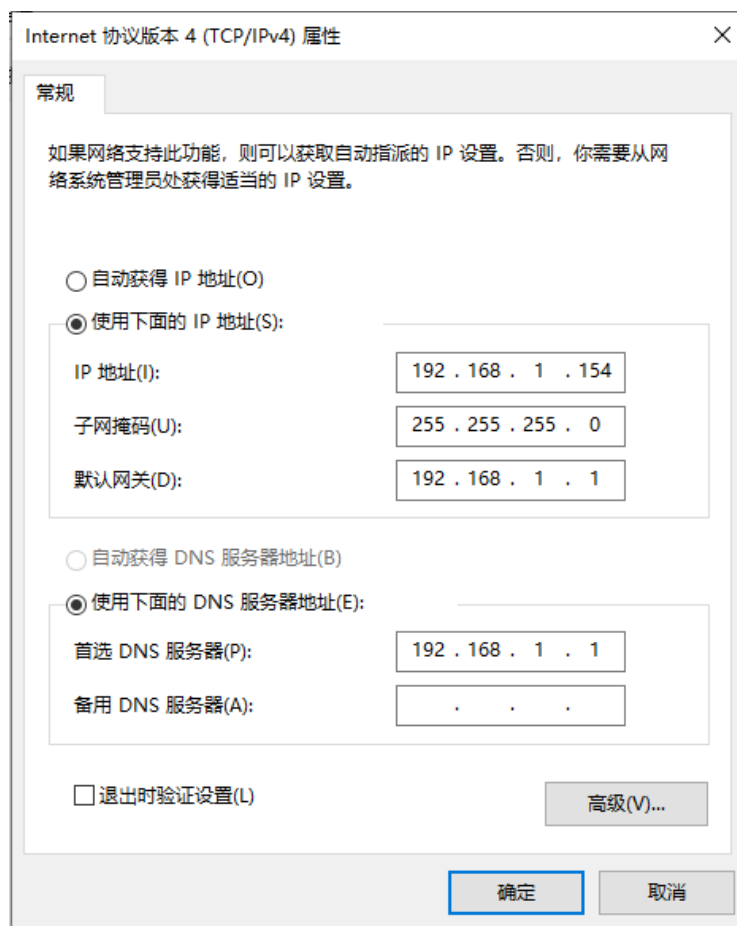 Internet 协议版本 4 (TCP/IPv4) 属性
常规
如果网络支持此功能，则可以获取自动指派的 IP 设置。否则，你需要从网
络系统管理员处获得适当的 IP 设置。
自动获得 IP 地址(O)
使用下面的 IP 地址(S):
IP 地址(I): 192 . 168 . 1 . 154
子网掩码(U): 255 . 255 . 255 . 0
默认网关(D): 192 . 168 . 1 . 1
自动获得 DNS 服务器地址(B)
使用下面的 DNS 服务器地址(E):
首选 DNS 服务器(P): 192 . 168 . 1 . 1
备用 DNS 服务器(A): . . .
退出时验证设置(L)
高级(V)...
确定 取消